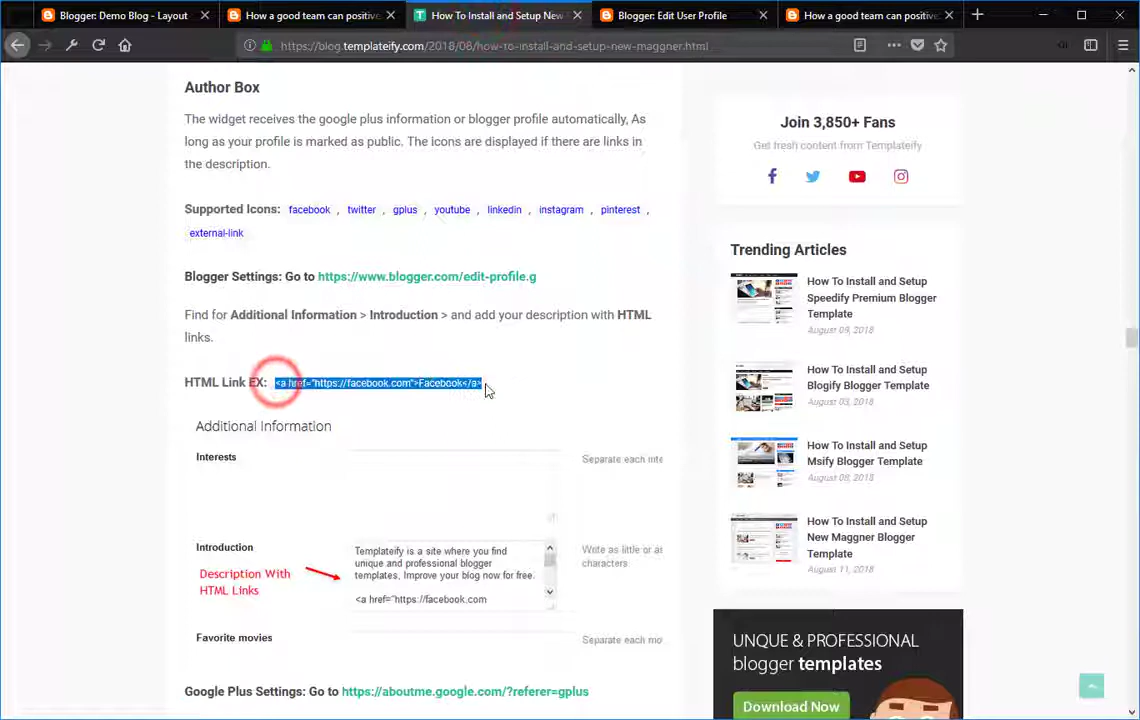 Blogger: Demo Blog - Layout
How a good team can positive
How To Install and Setup New
Blogger: Edit User Profile
How a good team can positive
https://blog.templateify.com/2018/08/how-to-install-and-setup-new-maggner.html
Author Box
The widget receives the google plus information or blogger profile automatically, As
long as your profile is marked as public. The icons are displayed if there are links in
the description.
Supported Icons: facebook , twitter , gplus , youtube , linkedin , instagram , pinterest ,
external-link
Blogger Settings: Go to https://www.blogger.com/edit-profile.g
Find for Additional Information > Introduction > and add your description with HTML
links.
HTML Link EX: <a href="https://facebook.com">Facebook</a>
Additional Information
Interests
Separate each inte
Introduction
Description With
HTML Links
Templateify is a site where you find
unique and professional blogger
templates, Improve your blog now for free.
<a href="https://facebook.com
Write as little or as
characters
Favorite movies
Separate each mo
Google Plus Settings: Go to https://aboutme.google.com/?referer=gplus
Join 3,850+ Fans
Get fresh content from Templateify
Trending Articles
How To Install and Setup
Speedify Premium Blogger
Template
August 09, 2018
How To Install and Setup
Blogify Blogger Template
August 03, 2018
How To Install and Setup
Msify Blogger Template
August 08, 2018
How To Install and Setup
New Maggner Blogger
Template
August 11, 2018
UNQUE & PROFESSIONAL
blogger templates
Download Now